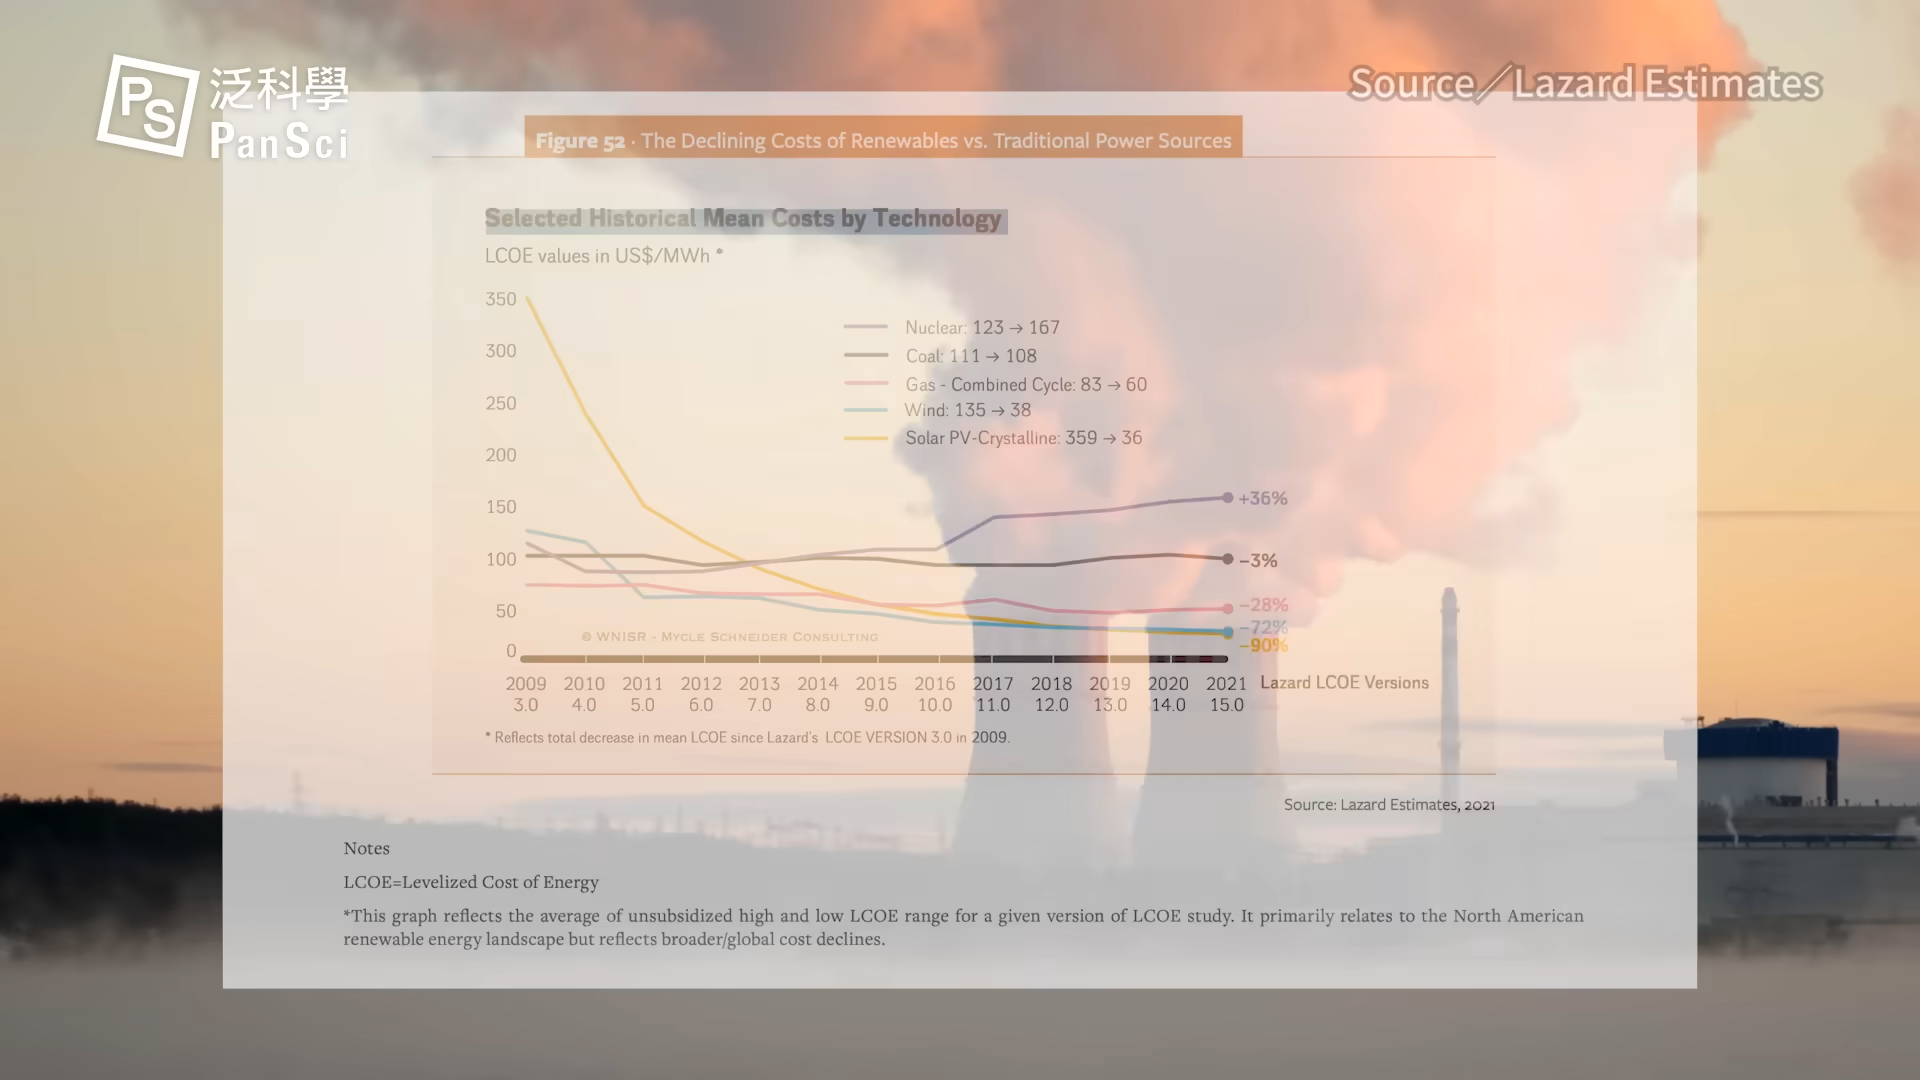 PS 泛科學
PanSci
Source／Lazard Estimates
Figure 52 · The Declining Costs of Renewables vs. Traditional Power Sources
Selected Historical Mean Costs by Technology
LCOE values in US$/MWh *
350
300
250
200
150
100
50
0
Nuclear: 123 → 167
Coal: 111 → 108
Gas - Combined Cycle: 83 → 60
Wind: 135 → 38
Solar PV-Crystalline: 359 → 36
+36%
−3%
−28%
−72%
−90%
© WNISR - Mycle Schneider Consulting
2009 2010 2011 2012 2013 2014 2015 2016 2017 2018 2019 2020 2021 Lazard LCOE Versions
3.0 4.0 5.0 6.0 7.0 8.0 9.0 10.0 11.0 12.0 13.0 14.0 15.0
* Reflects total decrease in mean LCOE since Lazard's LCOE VERSION 3.0 in 2009.
Source: Lazard Estimates, 2021
Notes
LCOE=Levelized Cost of Energy
*This graph reflects the average of unsubsidized high and low LCOE range for a given version of LCOE study. It primarily relates to the North American
renewable energy landscape but reflects broader/global cost declines.